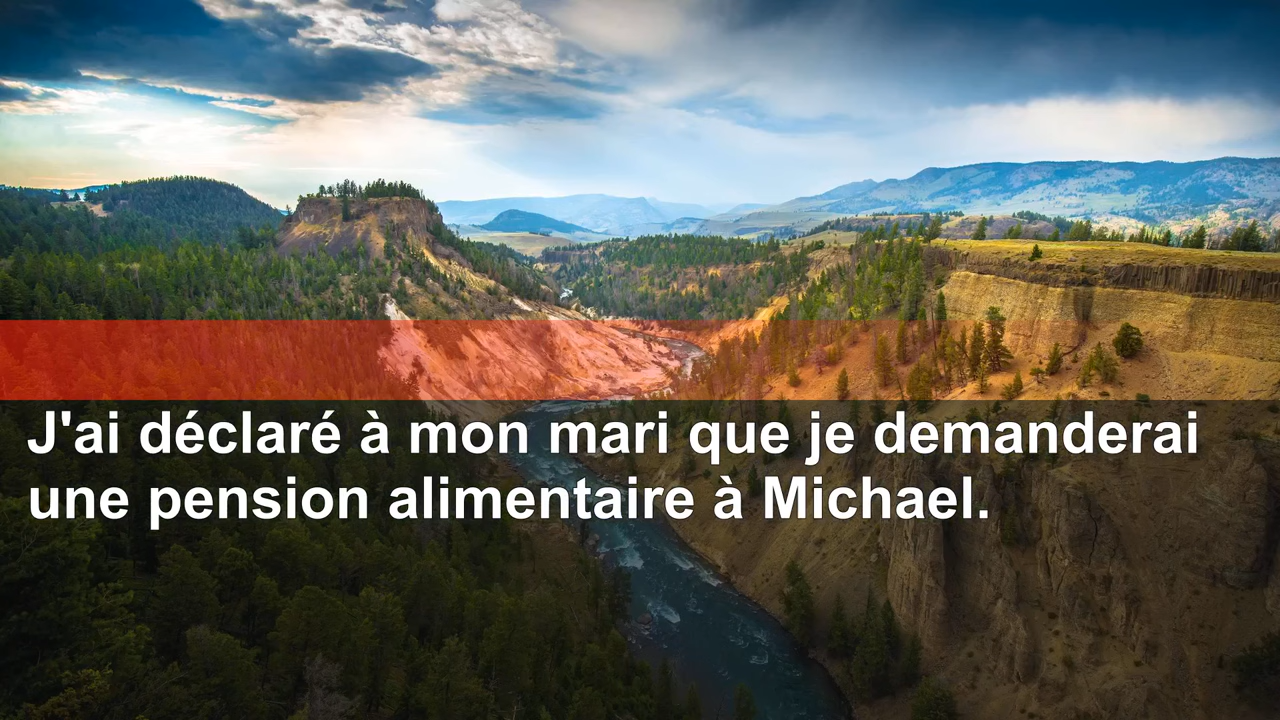 J'ai déclaré à mon mari que je demanderai
une pension alimentaire à Michael.